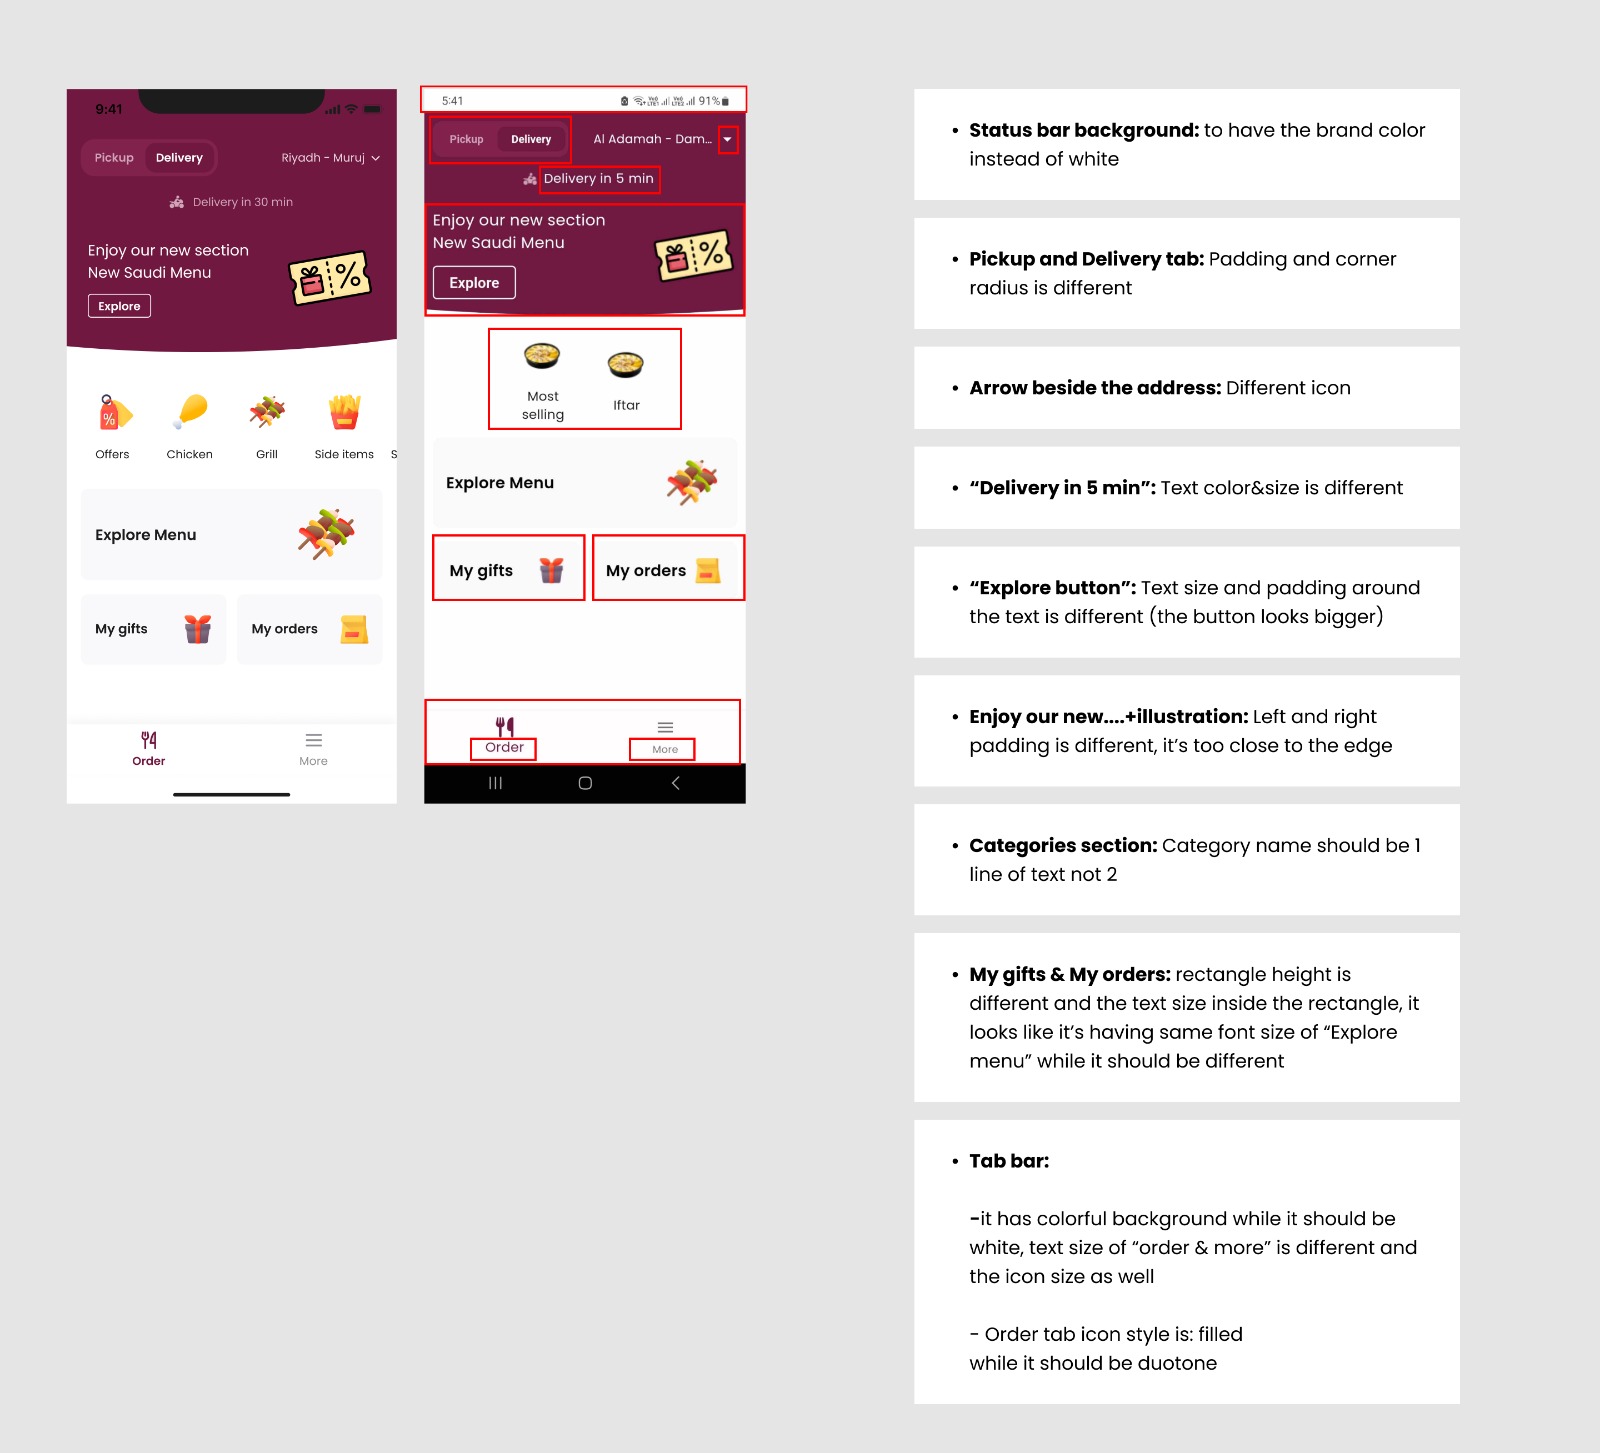 9:41
Pickup
Delivery
Riyadh - Muruj
Delivery in 30 min
Enjoy our new section
New Saudi Menu
Explore
%
%
Offers
Chicken
Grill
Side items
S
Explore Menu
My gifts
My orders
Order
More
5:41
91%
Pickup
Delivery
Al Adamah - Dam...
Delivery in 5 min
Enjoy our new section
New Saudi Menu
%
Explore
Most
selling
Iftar
Explore Menu
My gifts
My orders
Order
More
• Status bar background: to have the brand color
instead of white
• Pickup and Delivery tab: Padding and corner
radius is different
• Arrow beside the address: Different icon
• “Delivery in 5 min”: Text color&size is different
• “Explore button”: Text size and padding around
the text is different (the button looks bigger)
• Enjoy our new....+illustration: Left and right
padding is different, it’s too close to the edge
• Categories section: Category name should be 1
line of text not 2
• My gifts & My orders: rectangle height is
different and the text size inside the rectangle, it
looks like it’s having same font size of “Explore
menu” while it should be different
• Tab bar:
-it has colorful background while it should be
white, text size of “order & more” is different and
the icon size as well
- Order tab icon style is: filled
while it should be duotone